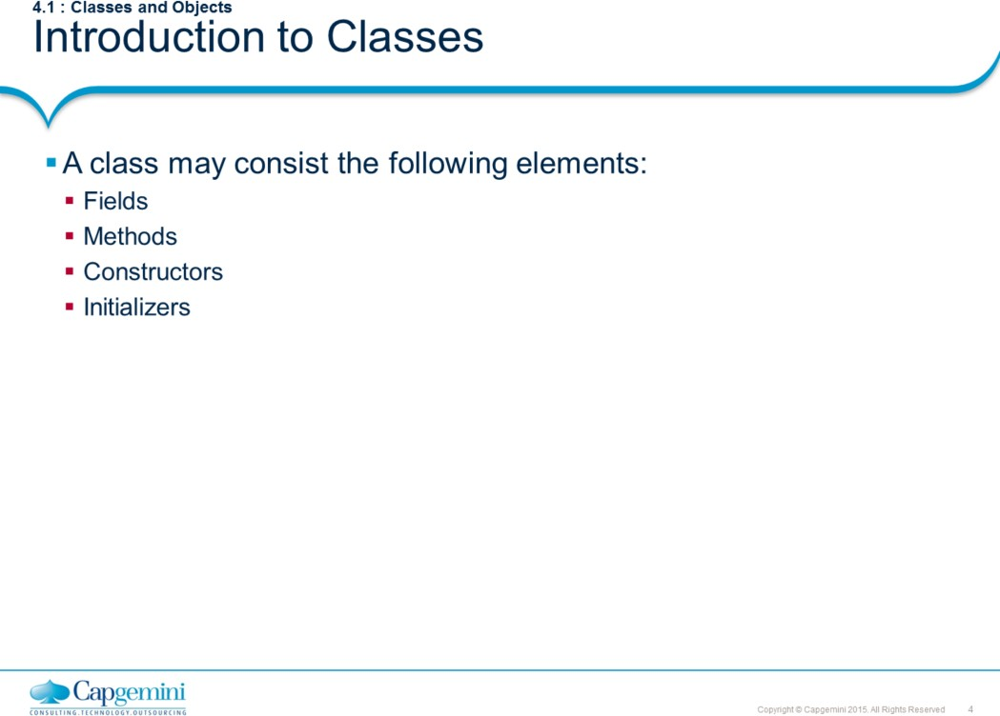 4.1 : Classes and Objects
Introduction to Classes
A class may consist the following elements:
Fields
Methods
Constructors
Initializers
Capgemini
CONSULTING.TECHNOLOGY.OUTSOURCING
Copyright © Capgemini 2015. All Rights Reserved 4